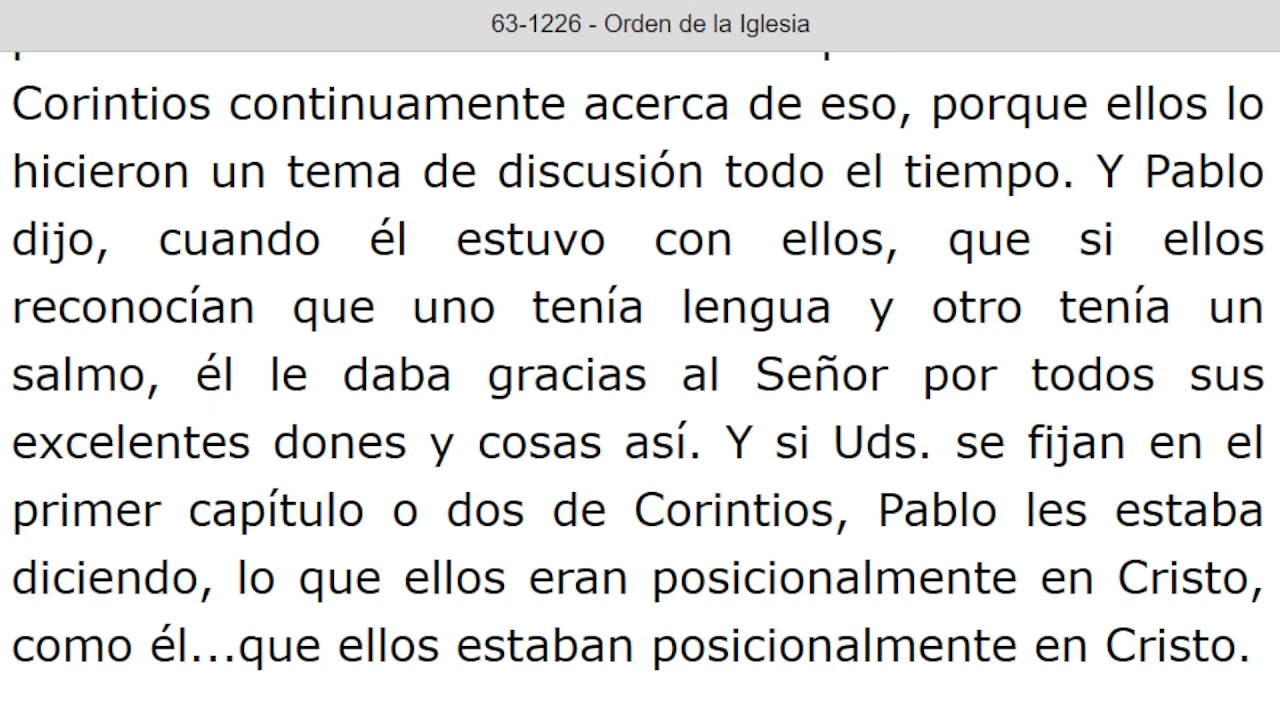 63-1226 - Orden de la Iglesia
Corintios continuamente acerca de eso, porque ellos lo
hicieron un tema de discusión todo el tiempo. Y Pablo
dijo, cuando él estuvo con ellos, que si ellos
reconocían que uno tenía lengua y otro tenía un
salmo, él le daba gracias al Señor por todos sus
excelentes dones y cosas así. Y si Uds. se fijan en el
primer capítulo o dos de Corintios, Pablo les estaba
diciendo, lo que ellos eran posicionalmente en Cristo,
como él...que ellos estaban posicionalmente en Cristo.